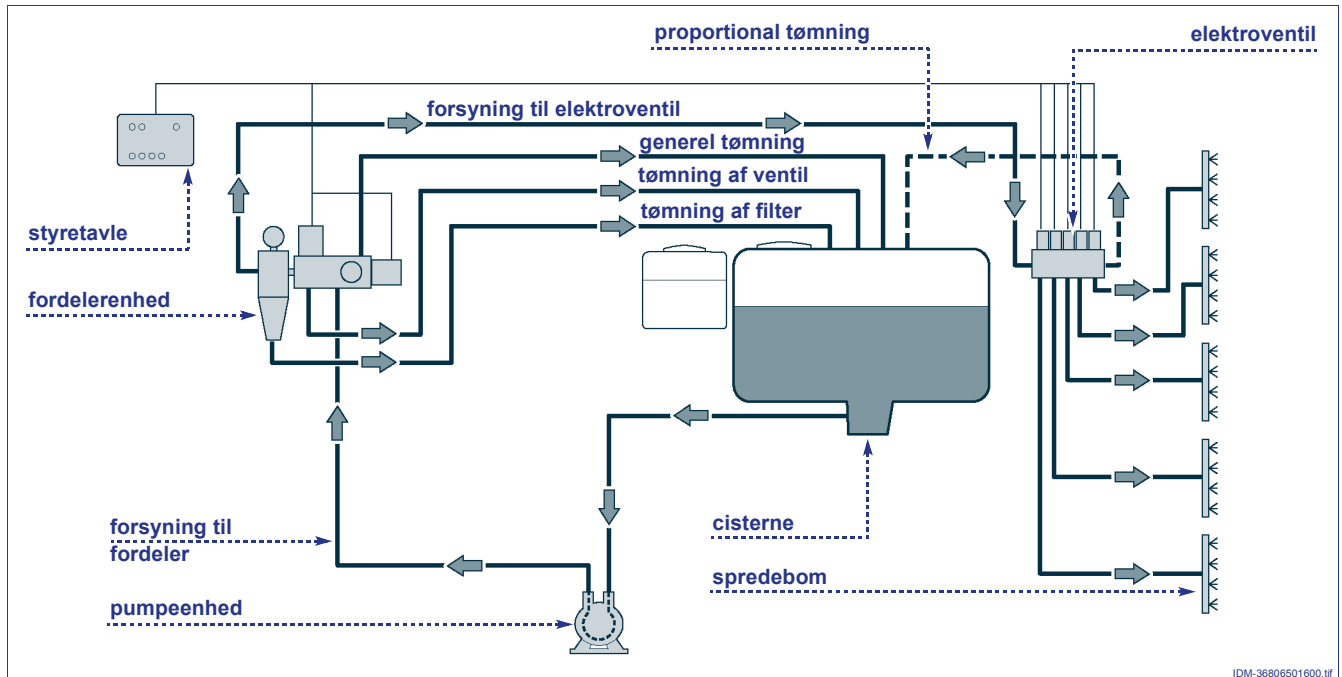 proportional tømning
elektroventil
forsyning til elektroventil
generel tømning
tømning af ventil
tømning af filter
styretavle
fordelerenhed
forsyning til
fordeler
cisterne
spredebom
pumpeenhed
IDM-36806501600.tif